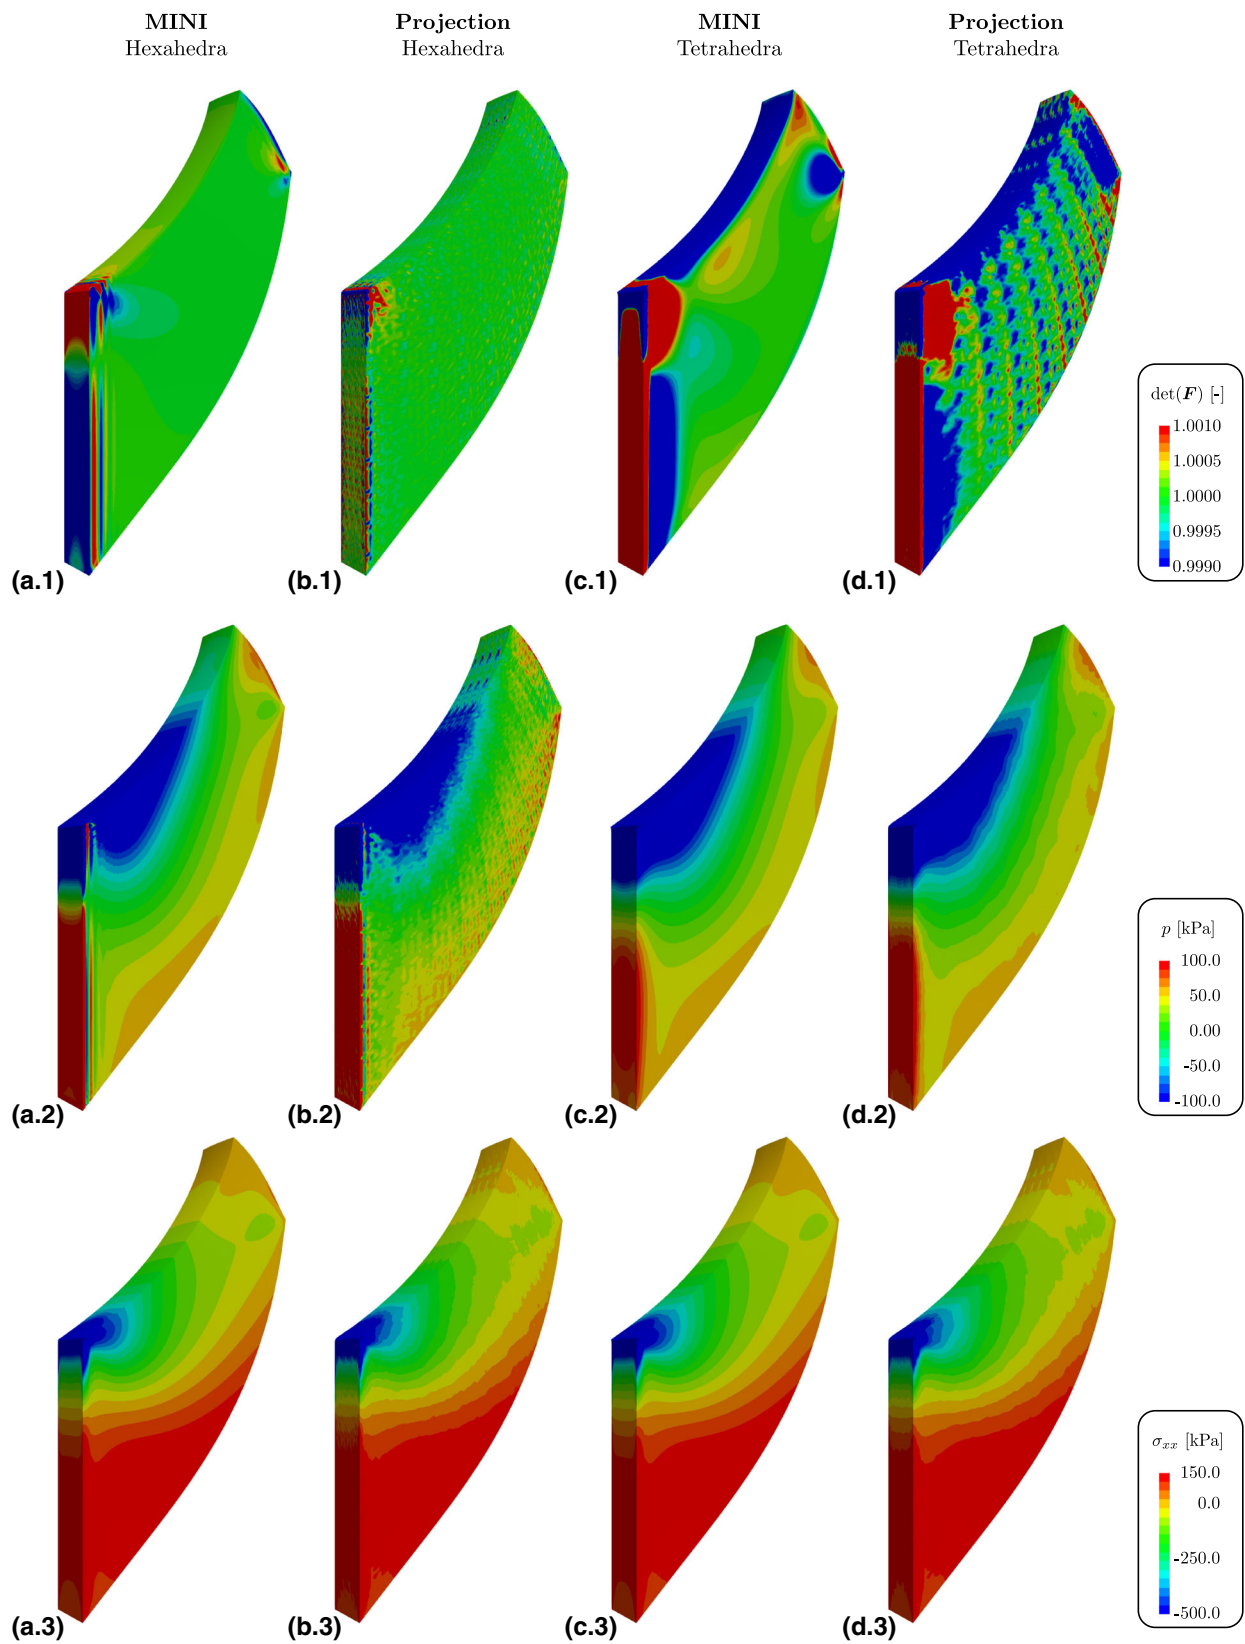 MINI
Hexahedra
Projection
Hexahedra
MINI
Tetrahedra
Projection
Tetrahedra
det(F) [-]
1.0010
1.0005
1.0000
0.9995
0.9990
(a.1)
(b.1)
(c.1)
(d.1)
p [kPa]
100.0
50.0
0.00
-50.0
-100.0
(a.2)
(b.2)
(c.2)
(d.2)
σxx [kPa]
150.0
0.0
-250.0
-500.0
(a.3)
(b.3)
(c.3)
(d.3)